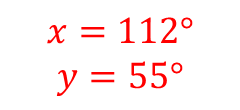 x = 112°
y = 55°